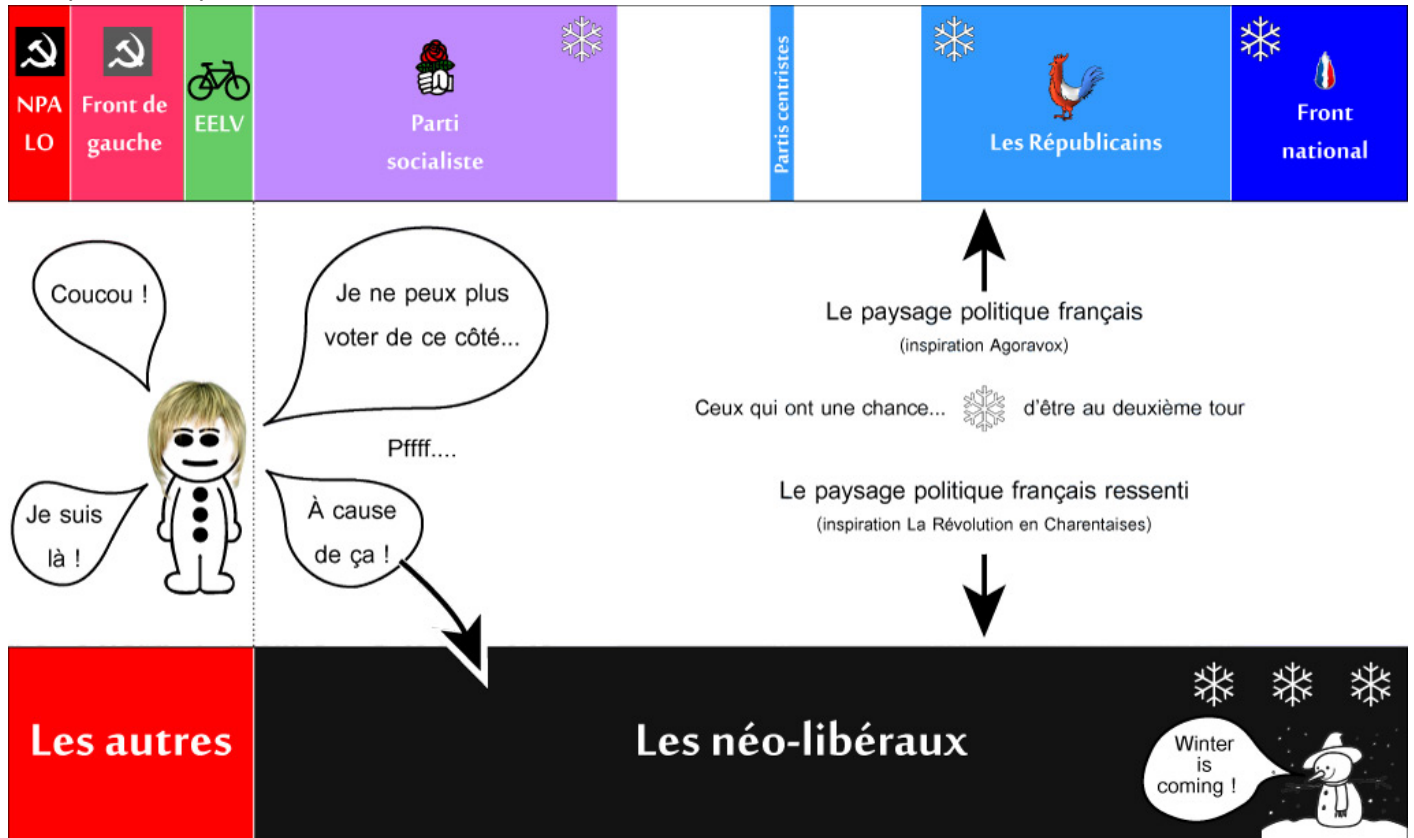 NPA
LO
Front de
gauche
EELV
Parti
socialiste
Partis centristes
Les Républicains
Front
national
Coucou !
Je ne peux plus
voter de ce côté...
Pffff....
Je suis
là !
À cause
de ça !
Le paysage politique français
(inspiration Agoravox)
Ceux qui ont une chance... d'être au deuxième tour
Le paysage politique français ressenti
(inspiration La Révolution en Charentaises)
Les autres
Les néo-libéraux
Winter
is
coming !